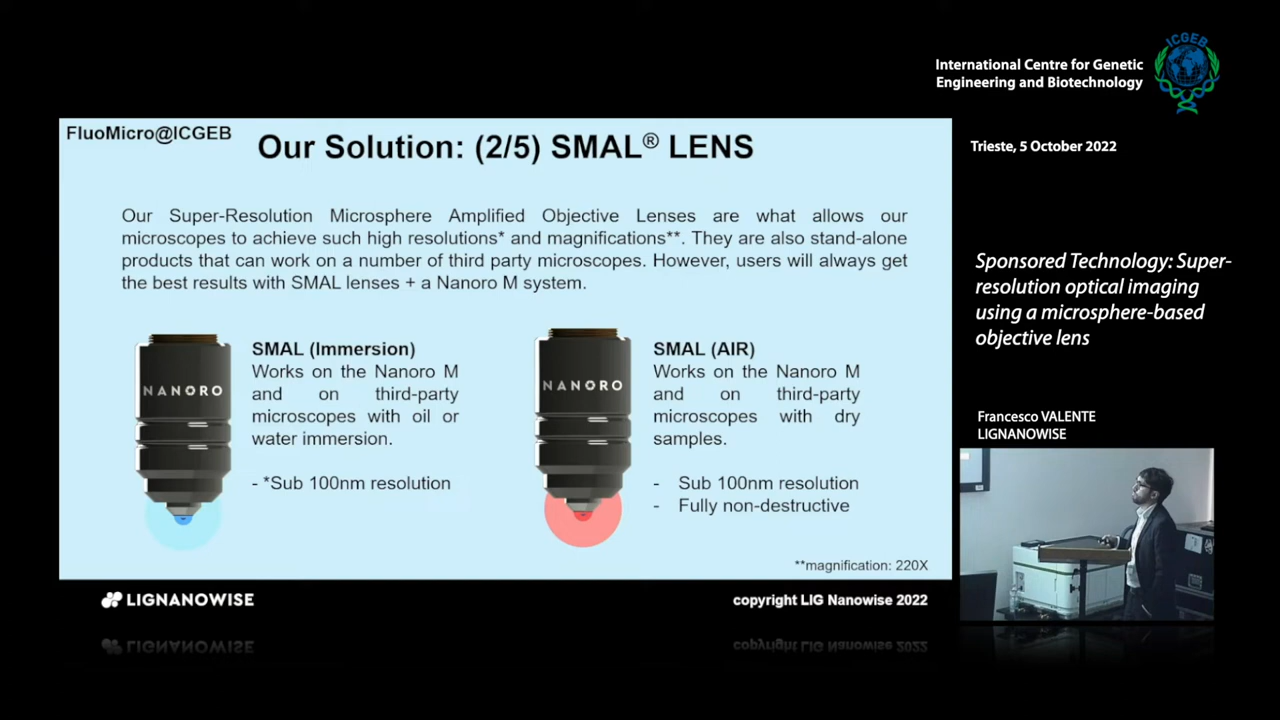 International Centre for Genetic
Engineering and Biotechnology
ICGEB
Trieste, 5 October 2022
FluoMicro@ICGEB
Our Solution: (2/5) SMAL® LENS
Our Super-Resolution Microsphere Amplified Objective Lenses are what allows our
microscopes to achieve such high resolutions* and magnifications**. They are also stand-alone
products that can work on a number of third party microscopes. However, users will always get
the best results with SMAL lenses + a Nanoro M system.
NANORO
SMAL (Immersion)
Works on the Nanoro M
and on third-party
microscopes with oil or
water immersion.
- *Sub 100nm resolution
NANORO
SMAL (AIR)
Works on the Nanoro M
and on third-party
microscopes with dry
samples.
- Sub 100nm resolution
- Fully non-destructive
**magnification: 220X
LIGNANOWISE
copyright LIG Nanowise 2022
LIGNANOWISE
copyright LIG Nanowise 2022
Sponsored Technology: Super-
resolution optical imaging
using a microsphere-based
objective lens
Francesco VALENTE
LIGNANOWISE